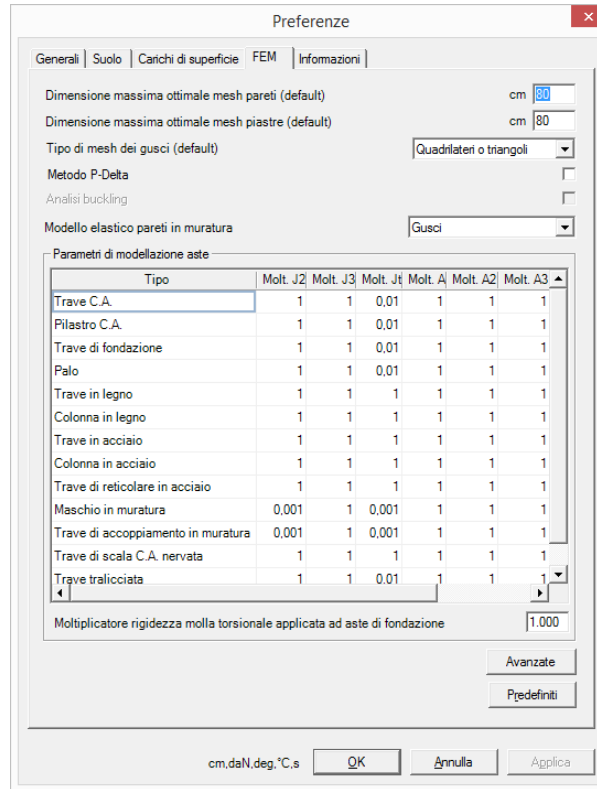 Preferenze
Generali Suolo Carichi di superficie FEM Informazioni
Dimensione massima ottimale mesh pareti (default) cm 80
Dimensione massima ottimale mesh piastre (default) cm 80
Tipo di mesh dei gusci (default) Quadrilateri o triangoli
Metodo P-Delta
Analisi buckling
Modello elastico pareti in muratura Gusci
Parametri di modellazione aste
Tipo Molt. J2 Molt. J3 Molt. Jt Molt. A Molt. A2 Molt. A3
Trave C.A. 1 1 0,01 1 1 1
Pilastro C.A. 1 1 0,01 1 1 1
Trave di fondazione 1 1 0,01 1 1 1
Palo 1 1 0,01 1 1 1
Trave in legno 1 1 1 1 1 1
Colonna in legno 1 1 1 1 1 1
Trave in acciaio 1 1 1 1 1 1
Colonna in acciaio 1 1 1 1 1 1
Trave di reticolare in acciaio 1 1 1 1 1 1
Maschio in muratura 0,001 1 0,001 1 1 1
Trave di accoppiamento in muratura 0,001 1 0,001 1 1 1
Trave di scala C.A. nervata 1 1 1 1 1 1
Trave tralicciata 1 1 0.01 1 1 1
Moltiplicatore rigidezza molla torsionale applicata ad aste di fondazione 1.000
Avanzate
Predefiniti
cm,daN,deg,°C,s OK Annulla Applica